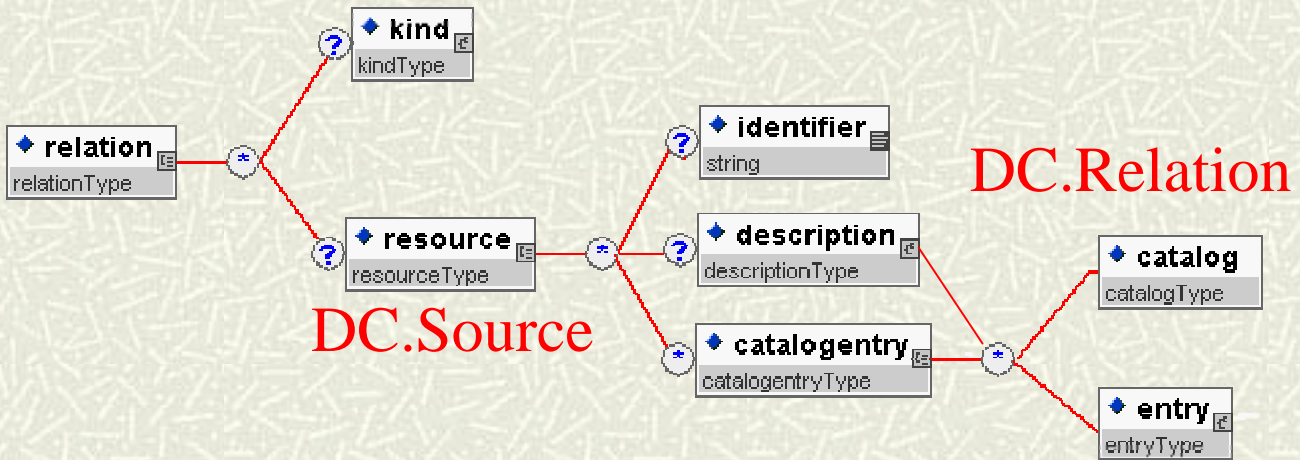 ? kind
kindType
relation
relationType
*
? resource
resourceType
DC.Source
*
? identifier
string
? description
descriptionType
* catalogentry
catalogentryType
*
DC.Relation
catalog
catalogType
entry
entryType